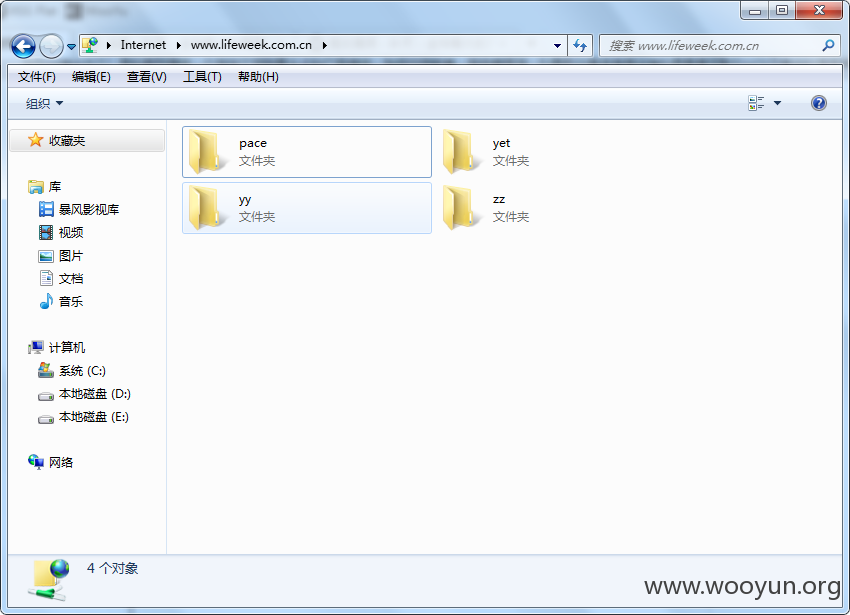 Internet
www.lifeweek.com.cn
搜索 www.lifeweek.com.cn
文件(F)
编辑(E)
查看(V)
工具(T)
帮助(H)
组织
收藏夹
库
暴风影视库
视频
图片
文档
音乐
计算机
系统 (C:)
本地磁盘 (D:)
本地磁盘 (E:)
网络
pace
文件夹
yet
文件夹
yy
文件夹
zz
文件夹
4 个对象
www.wooyun.org